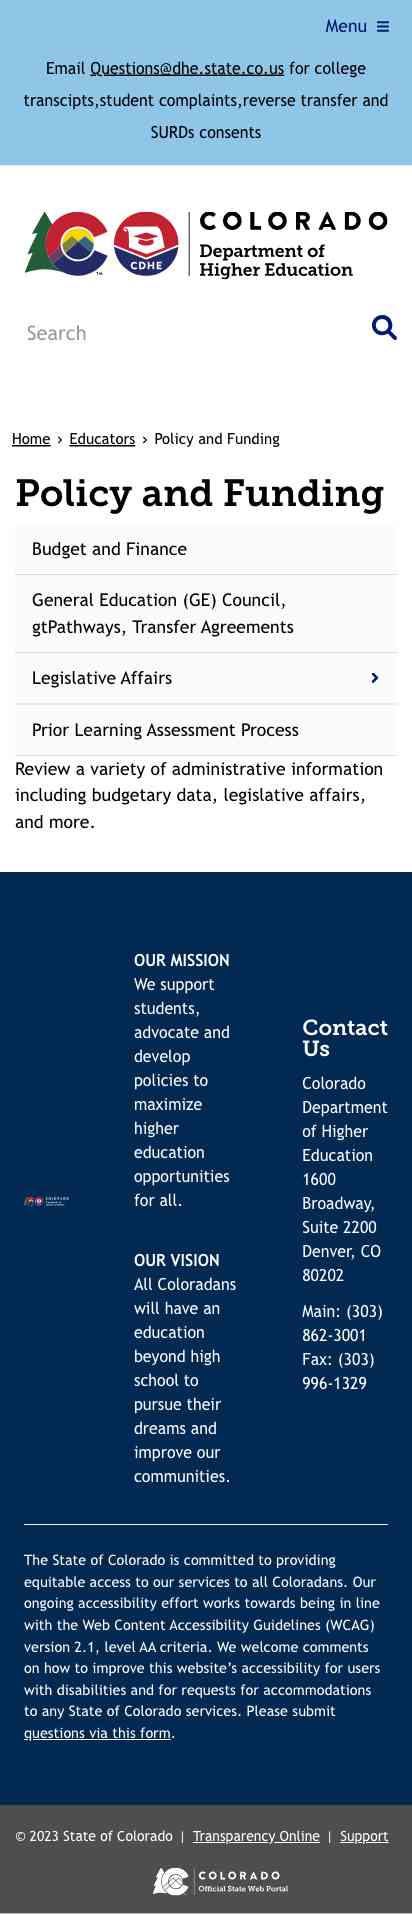 Menu
Email Questions@dhe.state.co.us for college
transcipts,student complaints,reverse transfer and
SURDs consents
COLORADO
Department of
Higher Education
CDHE
TM
Search
Home › Educators › Policy and Funding
Policy and Funding
Budget and Finance
General Education (GE) Council,
gtPathways, Transfer Agreements
Legislative Affairs
Prior Learning Assessment Process
Review a variety of administrative information
including budgetary data, legislative affairs,
and more.
OUR MISSION
We support
students,
advocate and
develop
policies to
maximize
higher
education
opportunities
for all.
OUR VISION
All Coloradans
will have an
education
beyond high
school to
pursue their
dreams and
improve our
communities.
Contact
Us
Colorado
Department
of Higher
Education
1600
Broadway,
Suite 2200
Denver, CO
80202
Main: (303)
862-3001
Fax: (303)
996-1329
The State of Colorado is committed to providing
equitable access to our services to all Coloradans. Our
ongoing accessibility effort works towards being in line
with the Web Content Accessibility Guidelines (WCAG)
version 2.1, level AA criteria. We welcome comments
on how to improve this website's accessibility for users
with disabilities and for requests for accommodations
to any State of Colorado services. Please submit
questions via this form.
© 2023 State of Colorado | Transparency Online | Support
COLORADO
Official State Web Portal